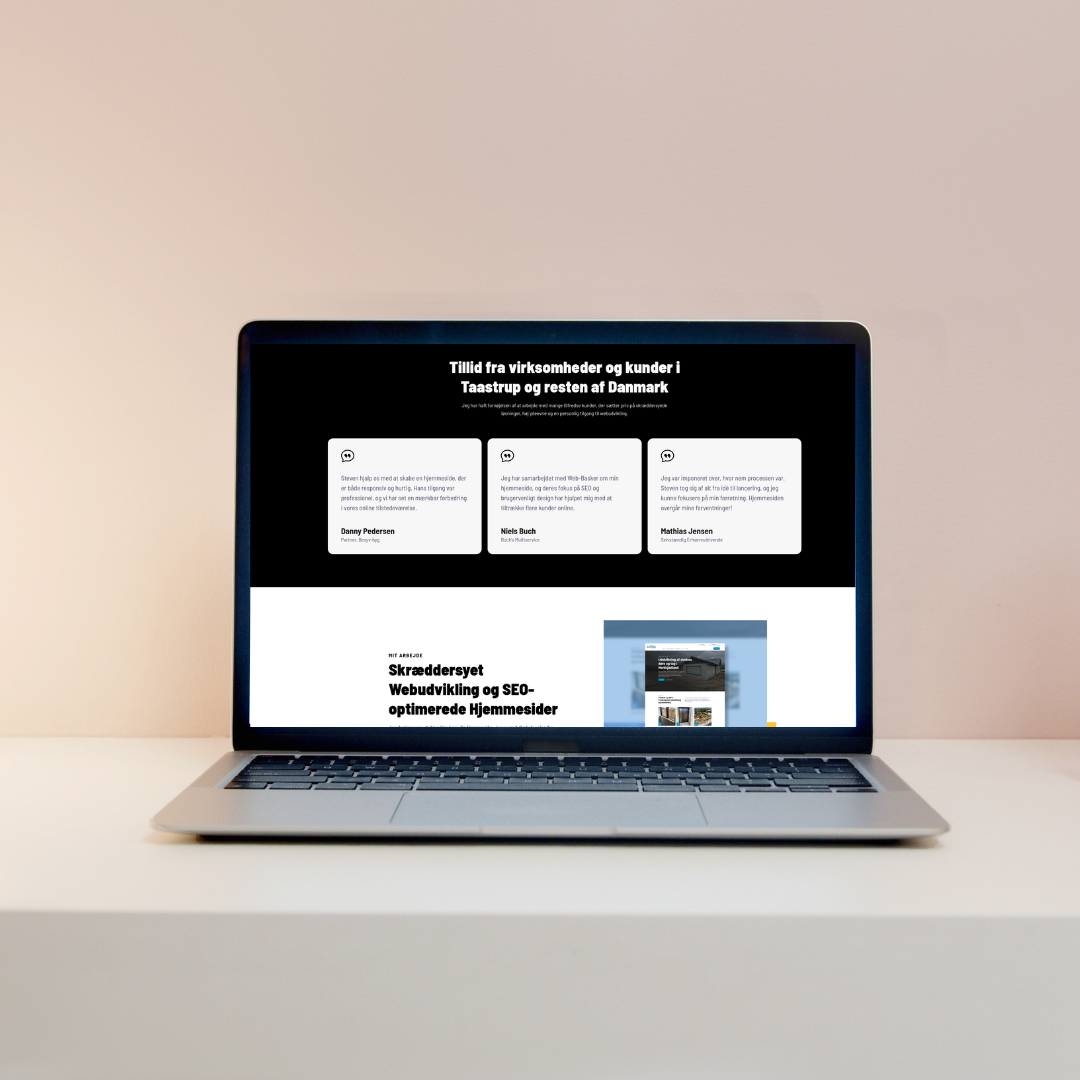 Tillid fra virksomheder og kunder i
Taastrup og resten af Danmark
Jeg har haft fornøjelsen af at arbejde med mange tilfredse kunder, der sætter pris på skræddersyede
løsninger, høj ydeevne og en personlig tilgang til webudvikling.
Steven hjalp os med at skabe en hjemmeside, der
er både responsiv og hurtig. Hans tilgang var
professionel, og vi har set en mærkbar forbedring
i vores online tilstedeværelse.
Danny Pedersen
Partner,
Jeg har samarbejdet med Web-Basker om min
hjemmeside, og deres fokus på SEO og
brugervenligt design har hjulpet mig med at
tiltrække flere kunder online.
Niels Buch
Buch's Multiservice
Jeg var imponeret over, hvor nem processen var.
Steven tog sig af alt fra idé til lancering, og jeg
kunne fokusere på min forretning. Hjemmesiden
overgår mine forventninger!
Mathias Jensen
Selvstændig Erhvervsdrivende
MIT ARBEJDE
Skræddersyet
Webudvikling og SEO-
optimerede Hjemmesider